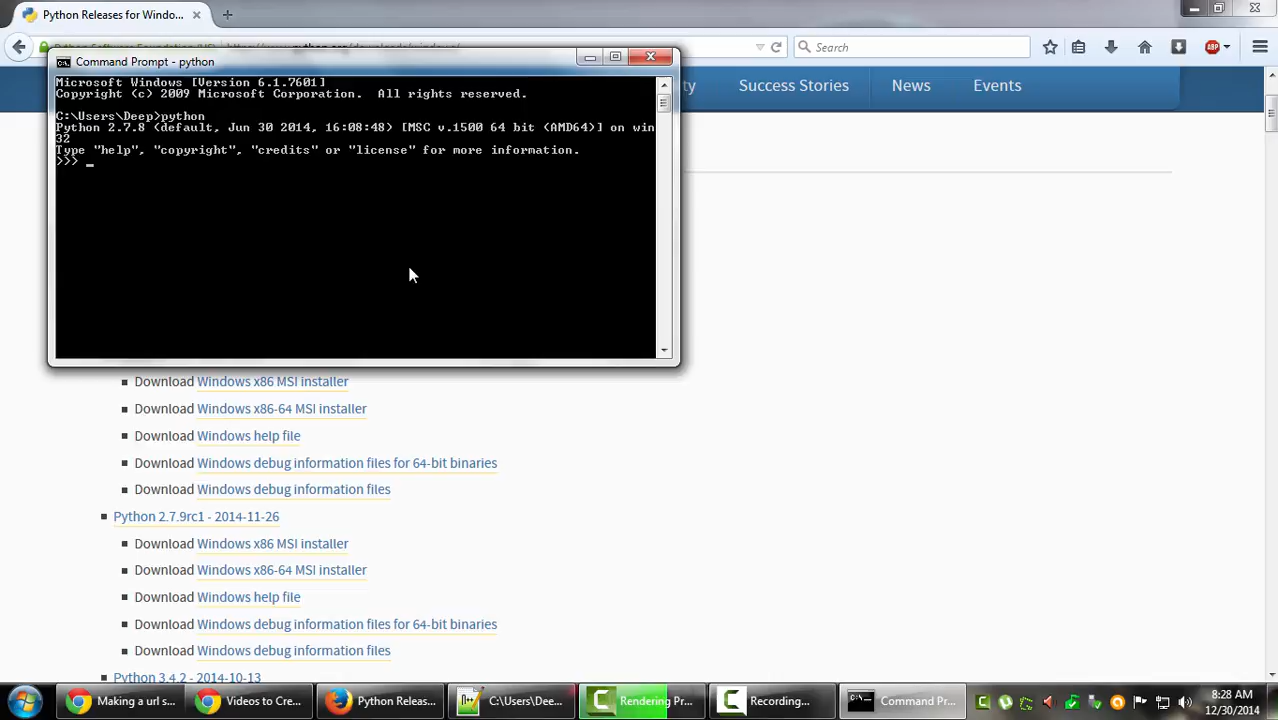 Python Releases for Windo...
Search
Command Prompt - python
Microsoft Windows [Version 6.1.7601]
Copyright (c) 2009 Microsoft Corporation.  All rights reserved.
ty
Success Stories
News
Events
C:\Users\Deep>python
Python 2.7.8 (default, Jun 30 2014, 16:08:48) [MSC v.1500 64 bit (AMD64)] on win
32
Type "help", "copyright", "credits" or "license" for more information.
>>> _
Download Windows x86 MSI installer
Download Windows x86-64 MSI installer
Download Windows help file
Download Windows debug information files for 64-bit binaries
Download Windows debug information files
Python 2.7.9rc1 - 2014-11-26
Download Windows x86 MSI installer
Download Windows x86-64 MSI installer
Download Windows help file
Download Windows debug information files for 64-bit binaries
Download Windows debug information files
Python 3.4.2 - 2014-10-13
Making a url s...
Videos to Cre...
Python Releas...
C:\Users\Dee...
Rendering Pr...
Recording...
Command Pr...
8:28 AM
12/30/2014